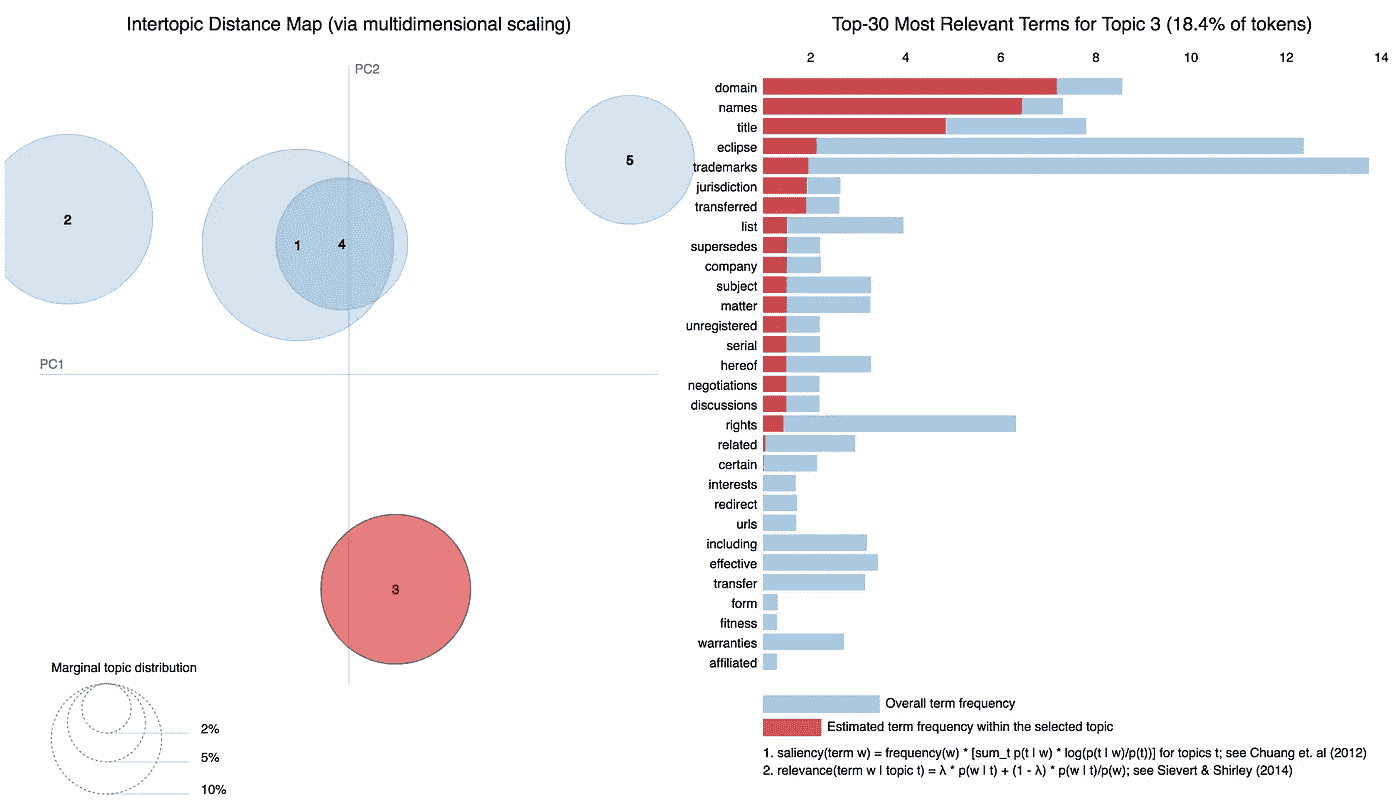 Intertopic Distance Map (via multidimensional scaling)
PC2
2
1
4
5
PC1
3
Marginal topic distribution
2%
5%
10%
Top-30 Most Relevant Terms for Topic 3 (18.4% of tokens)
2 4 6 8 10 12 14
domain
names
title
eclipse
trademarks
jurisdiction
transferred
list
supersedes
company
subject
matter
unregistered
serial
hereof
negotiations
discussions
rights
related
certain
interests
redirect
urls
including
effective
transfer
form
fitness
warranties
affiliated
Overall term frequency
Estimated term frequency within the selected topic
1. saliency(term w) = frequency(w) * [sum_t p(t | w) * log(p(t | w)/p(t))] for topics t; see Chuang et. al (2012)
2. relevance(term w | topic t) = λ * p(w | t) + (1 - λ) * p(w | t)/p(w); see Sievert & Shirley (2014)